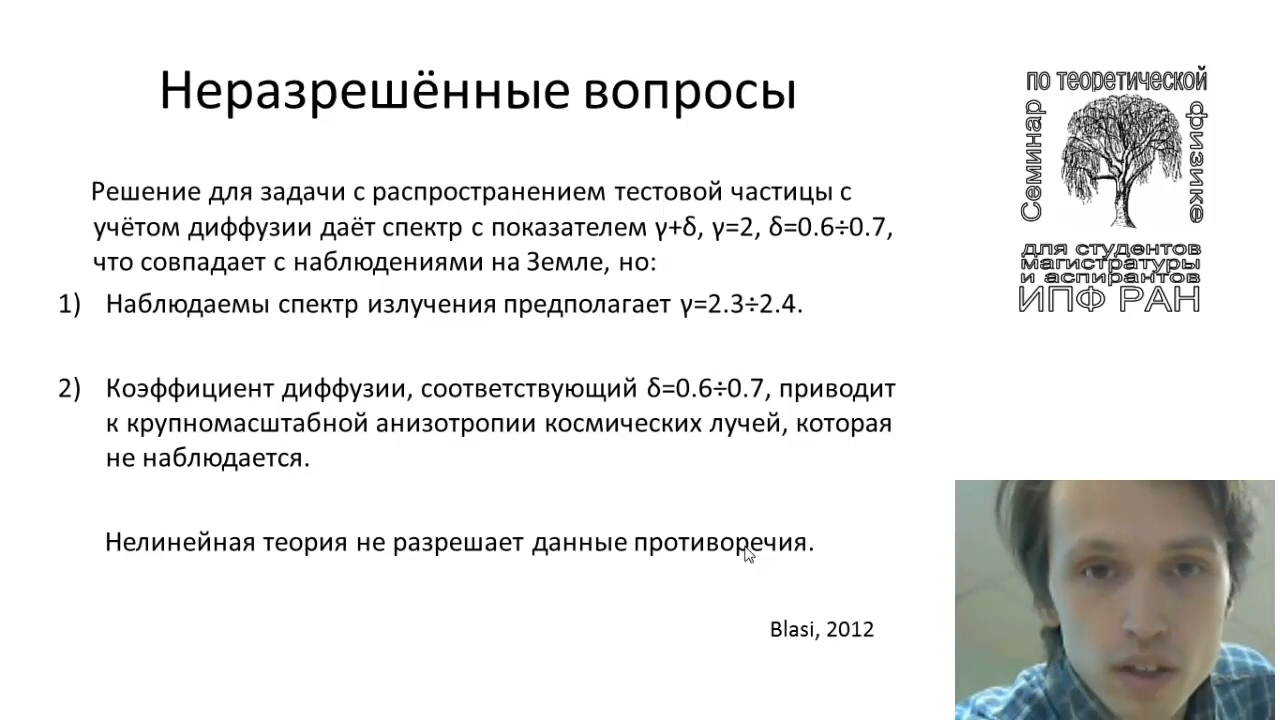 Неразрешённые вопросы
Решение для задачи с распространением тестовой частицы с
учётом диффузии даёт спектр с показателем γ+δ, γ=2, δ=0.6÷0.7,
что совпадает с наблюдениями на Земле, но:
1) Наблюдаемы спектр излучения предполагает γ=2.3÷2.4.
2) Коэффициент диффузии, соответствующий δ=0.6÷0.7, приводит
к крупномасштабной анизотропии космических лучей, которая
не наблюдается.
Нелинейная теория не разрешает данные противоречия.
Blasi, 2012
Семинар
по теоретической
физике
для студентов
магистратуры
и аспирантов
ИПФ РАН